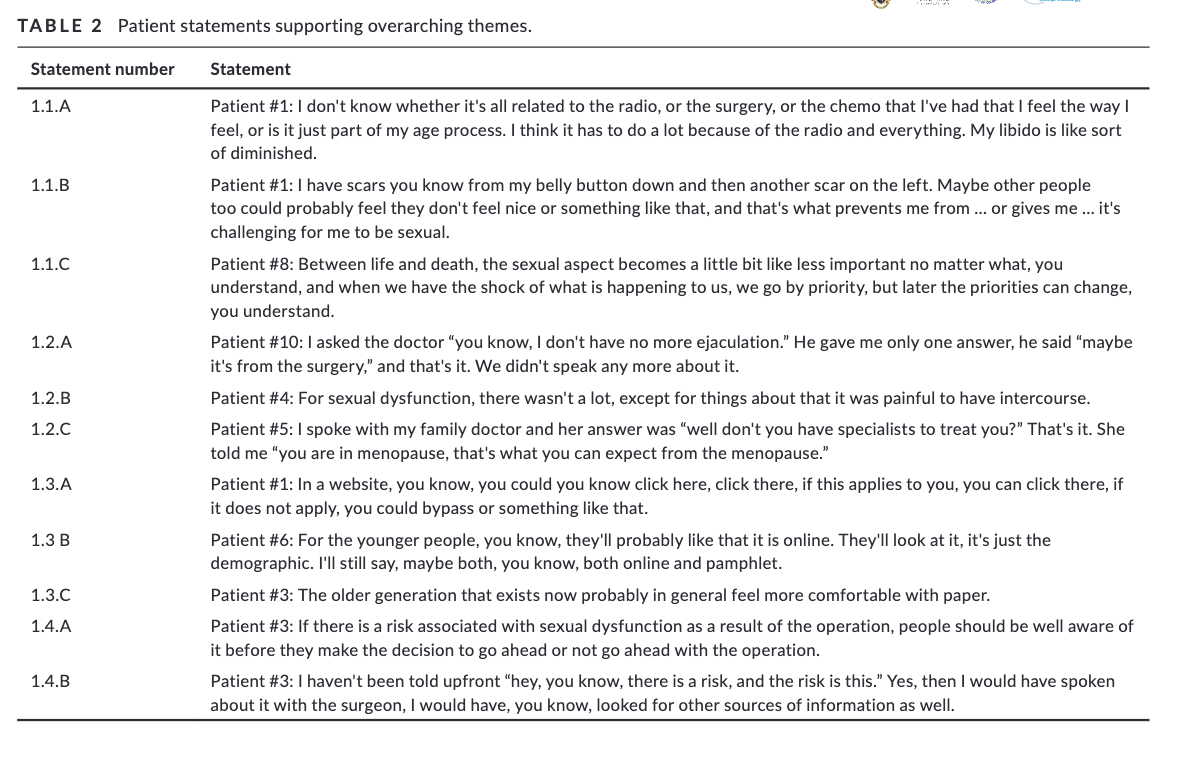 TABLE 2 Patient statements supporting overarching themes.
Statement number Statement
1.1.A Patient #1: I don't know whether it's all related to the radio, or the surgery, or the chemo that I've had that I feel the way I
feel, or is it just part of my age process. I think it has to do a lot because of the radio and everything. My libido is like sort
of diminished.
1.1.B Patient #1: I have scars you know from my belly button down and then another scar on the left. Maybe other people
too could probably feel they don't feel nice or something like that, and that's what prevents me from … or gives me … it's
challenging for me to be sexual.
1.1.C Patient #8: Between life and death, the sexual aspect becomes a little bit like less important no matter what, you
understand, and when we have the shock of what is happening to us, we go by priority, but later the priorities can change,
you understand.
1.2.A Patient #10: I asked the doctor “you know, I don't have no more ejaculation.” He gave me only one answer, he said “maybe
it's from the surgery,” and that's it. We didn't speak any more about it.
1.2.B Patient #4: For sexual dysfunction, there wasn't a lot, except for things about that it was painful to have intercourse.
1.2.C Patient #5: I spoke with my family doctor and her answer was “well don't you have specialists to treat you?” That's it. She
told me “you are in menopause, that's what you can expect from the menopause.”
1.3.A Patient #1: In a website, you know, you could you know click here, click there, if this applies to you, you can click there, if
it does not apply, you could bypass or something like that.
1.3 B Patient #6: For the younger people, you know, they'll probably like that it is online. They'll look at it, it's just the
demographic. I'll still say, maybe both, you know, both online and pamphlet.
1.3.C Patient #3: The older generation that exists now probably in general feel more comfortable with paper.
1.4.A Patient #3: If there is a risk associated with sexual dysfunction as a result of the operation, people should be well aware of
it before they make the decision to go ahead or not go ahead with the operation.
1.4.B Patient #3: I haven't been told upfront “hey, you know, there is a risk, and the risk is this.” Yes, then I would have spoken
about it with the surgeon, I would have, you know, looked for other sources of information as well.